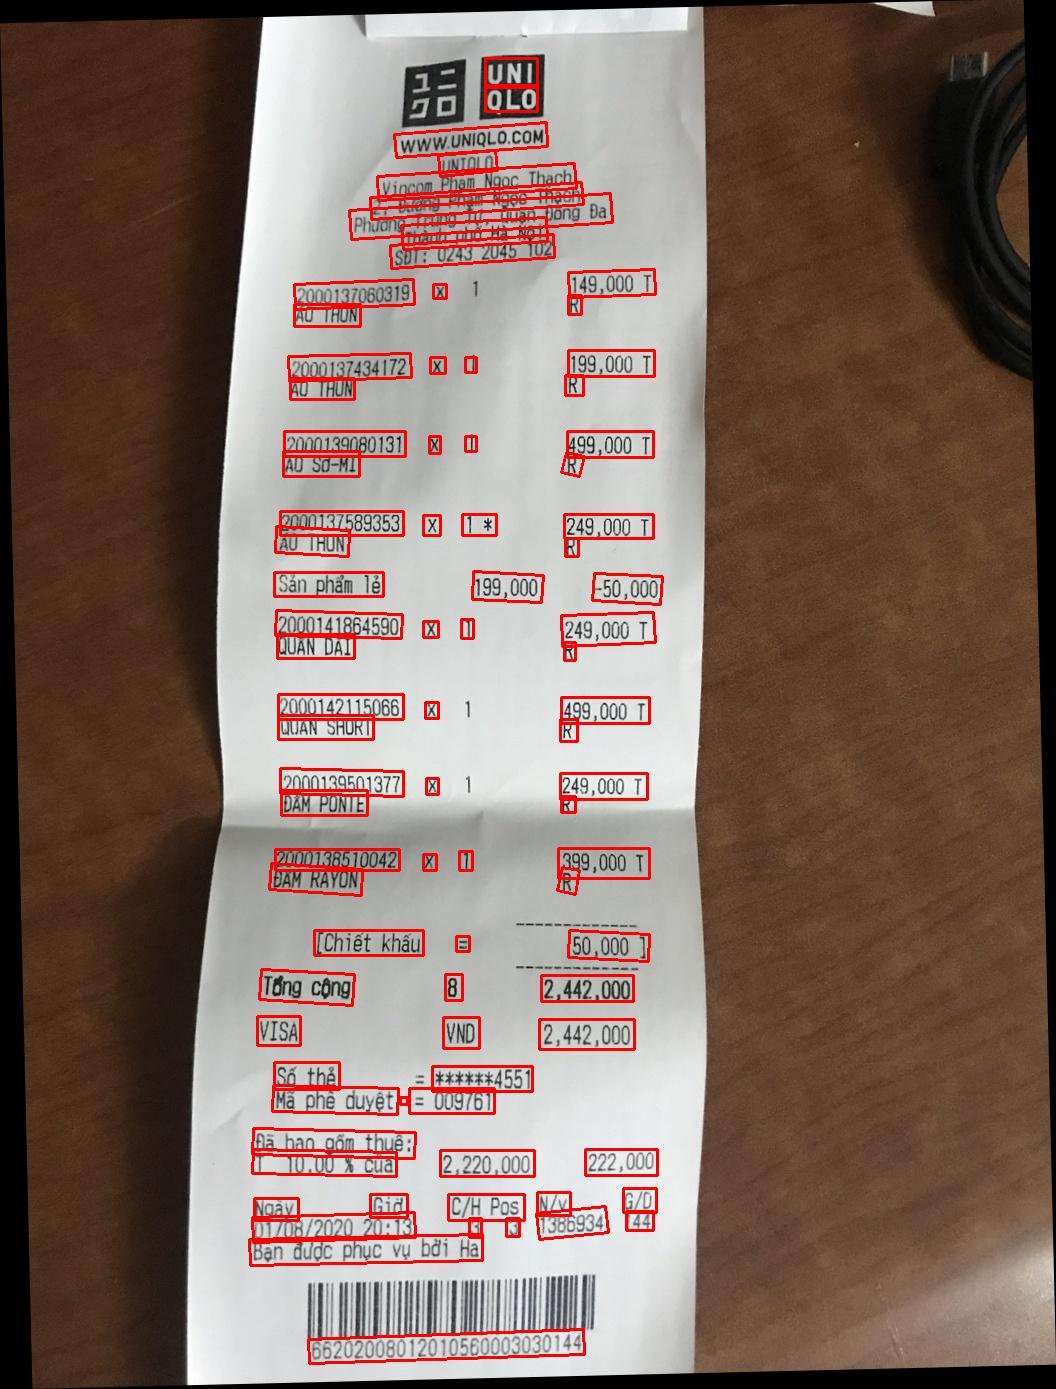 ユニ UNI
クロ QLO
WWW.UNIQLO.COM
UNIQLO
Vincom Phạm Ngọc Thạch
2, Đường Phạm Ngọc Thạch
Phường Trung Tự, Quận Đống Đa
Thành phố Hà Nội
SĐT: 0243 2045 102
2000137060319 x 1 149,000 T
ÁO THUN R
2000137434172 x 1 199,000 T
ÁO THUN R
2000139080131 x 1 499,000 T
ÁO SƠ-MI R
2000137589353 x 1 * 249,000 T
ÁO THUN R
Sản phẩm lẻ 199,000 -50,000
2000141864590 x 1 249,000 T
QUẦN DÀI R
2000142115066 x 1 499,000 T
QUẦN SHORT R
2000139501377 x 1 249,000 T
ĐẦM PONTE R
2000138510042 x 1 399,000 T
ĐẦM RAYON R
[Chiết khấu = 50,000 ]
Tổng cộng 8 2,442,000
VISA VND 2,442,000
Số thẻ = ******4551
Mã phê duyệt = 009761
Đã bao gồm thuế:
T 10.00 % của 2,220,000 222,000
Ngày Giờ C/H Pos N/v G/D
01/08/2020 20:13 3 3 1386934 144
Bạn được phục vụ bởi Ha
66202008012010560003030144